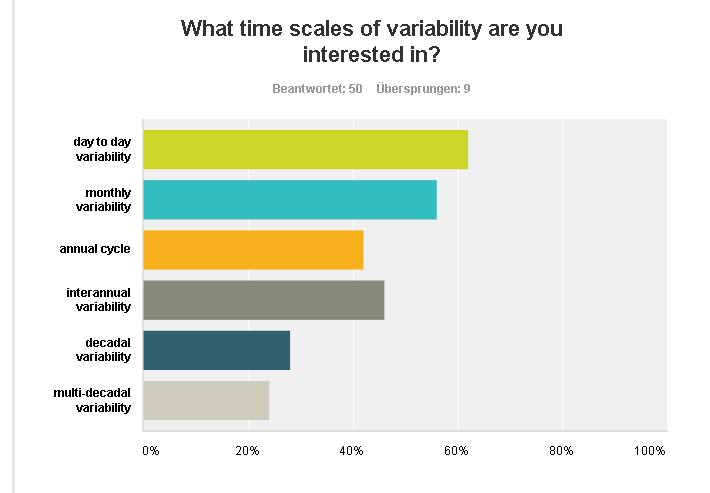 What time scales of variability are you
interested in?
Beantwortet: 50 Übersprungen: 9
day to day
variability
monthly
variability
annual cycle
interannual
variability
decadal
variability
multi-decadal
variability
0% 20% 40% 60% 80% 100%